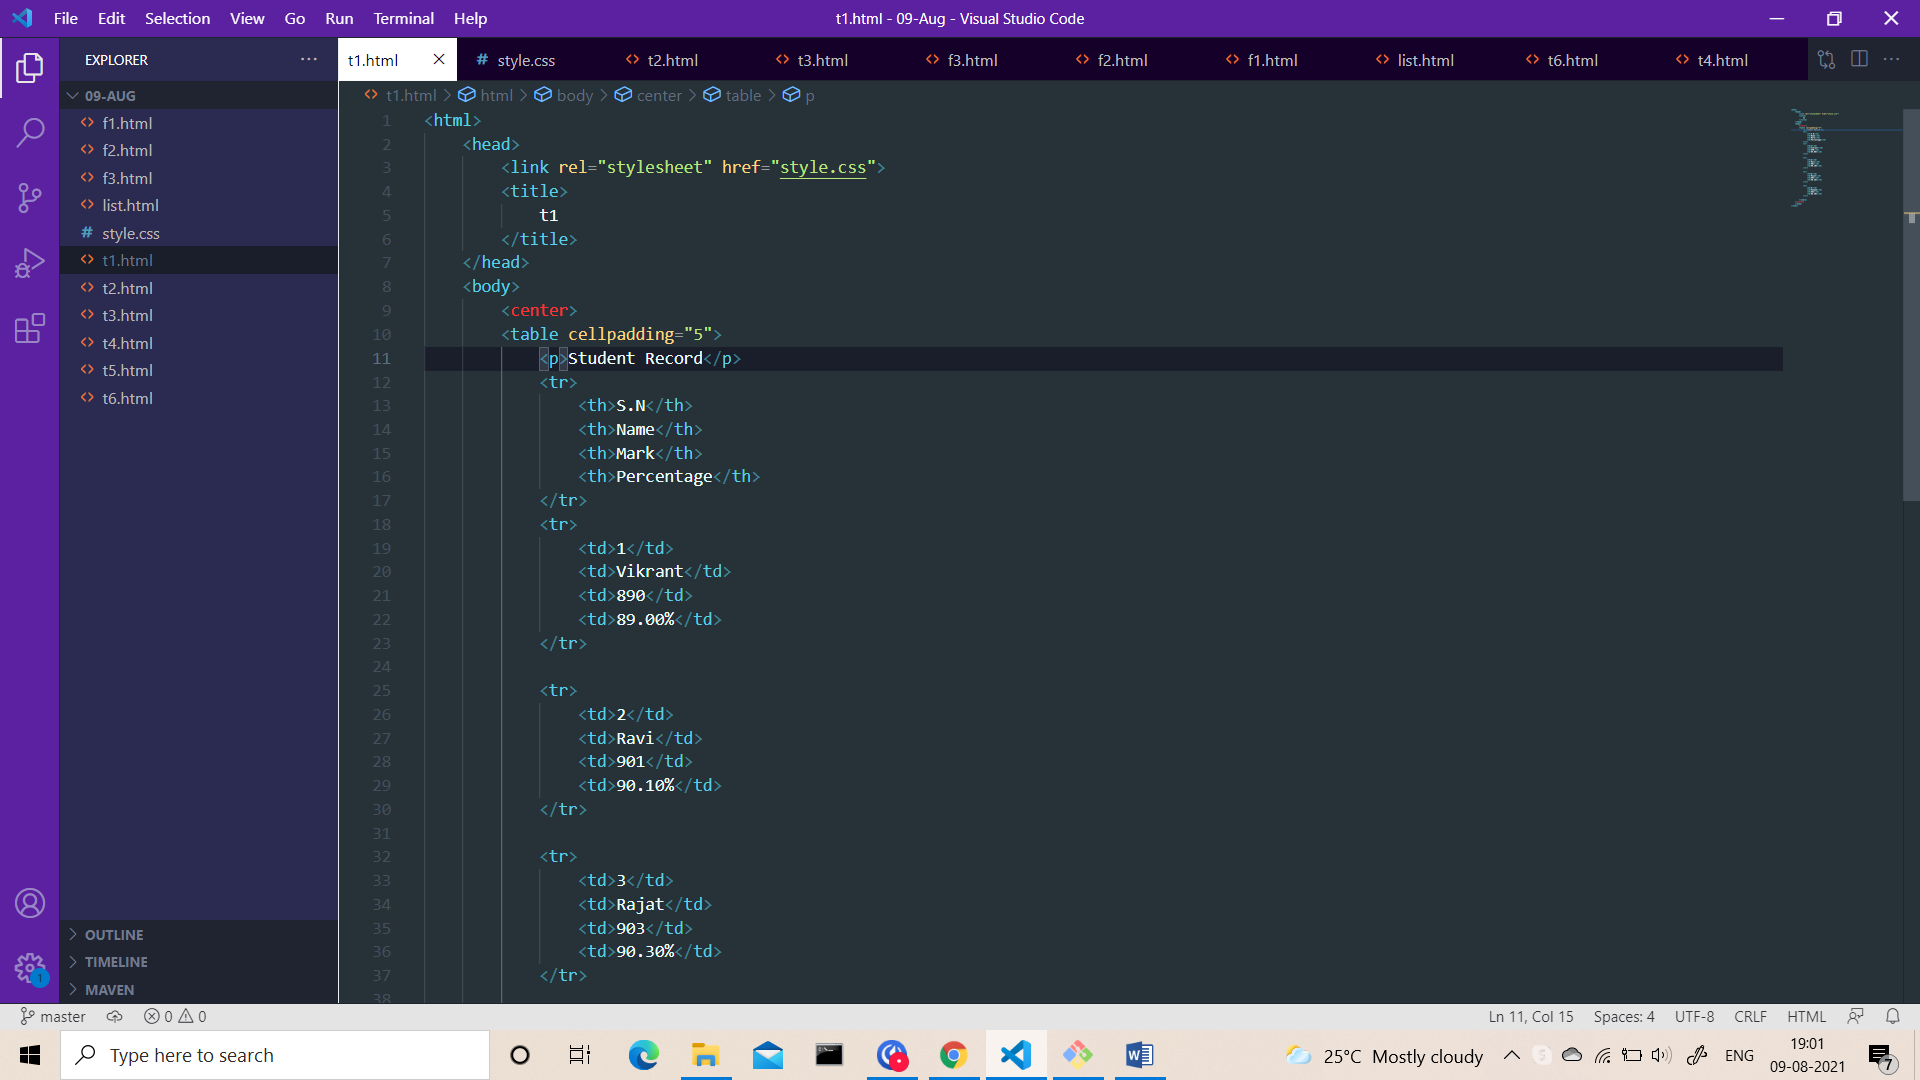 File Edit Selection View Go Run Terminal Help
t1.html - 09-Aug - Visual Studio Code
EXPLORER
t1.html
style.css
t2.html
t3.html
f3.html
f2.html
f1.html
list.html
t6.html
t4.html
09-AUG
f1.html
f2.html
f3.html
list.html
style.css
t1.html
t2.html
t3.html
t4.html
t5.html
t6.html
OUTLINE
TIMELINE
MAVEN
t1.html > html > body > center > table > p
1 <html>
2 <head>
3 <link rel="stylesheet" href="style.css">
4 <title>
5 t1
6 </title>
7 </head>
8 <body>
9 <center>
10 <table cellpadding="5">
11 <p>Student Record</p>
12 <tr>
13 <th>S.N</th>
14 <th>Name</th>
15 <th>Mark</th>
16 <th>Percentage</th>
17 </tr>
18 <tr>
19 <td>1</td>
20 <td>Vikrant</td>
21 <td>890</td>
22 <td>89.00%</td>
23 </tr>
24
25 <tr>
26 <td>2</td>
27 <td>Ravi</td>
28 <td>901</td>
29 <td>90.10%</td>
30 </tr>
31
32 <tr>
33 <td>3</td>
34 <td>Rajat</td>
35 <td>903</td>
36 <td>90.30%</td>
37 </tr>
38
master 0 0
Ln 11, Col 15 Spaces: 4 UTF-8 CRLF HTML
Type here to search
25°C Mostly cloudy
ENG
19:01
09-08-2021
7
1